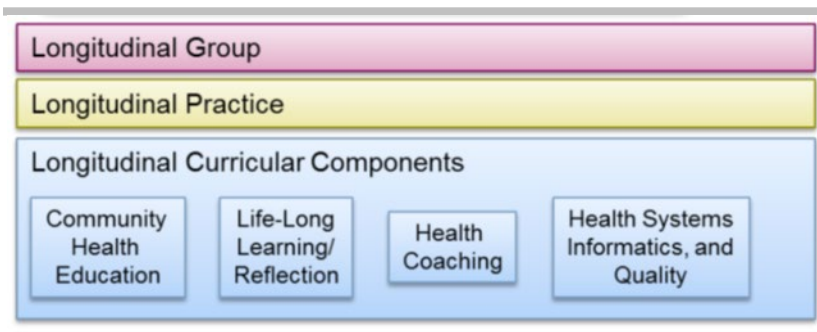 Longitudinal Group
Longitudinal Practice
Longitudinal Curricular Components
Community
Health
Education
Life-Long
Learning/
Reflection
Health
Coaching
Health Systems
Informatics, and
Quality